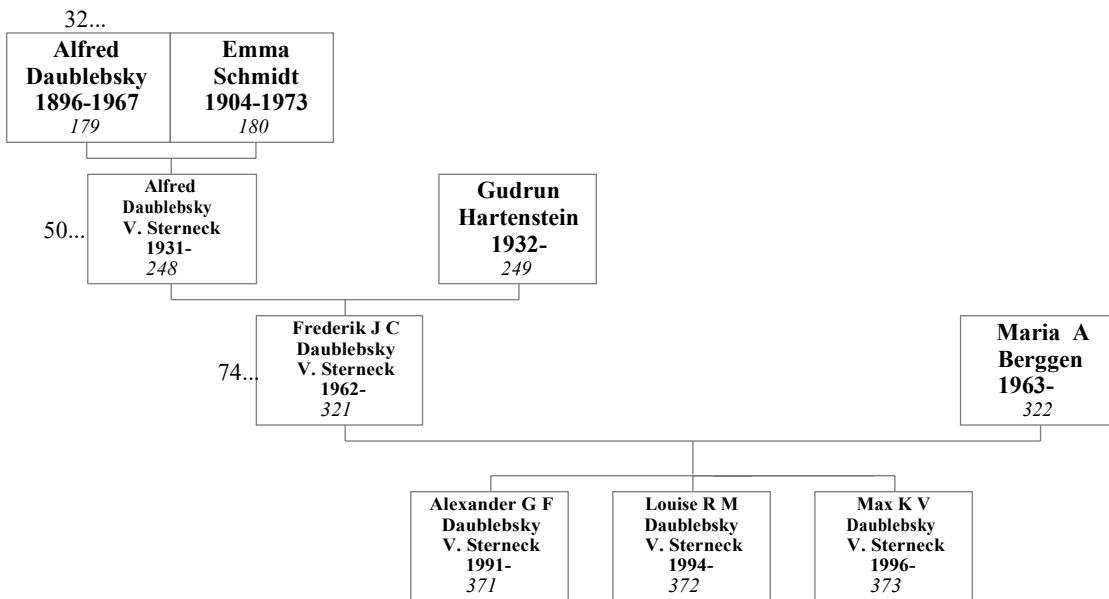 32...
Alfred
Daublebsky
1896-1967
179
Emma
Schmidt
1904-1973
180
50...
Alfred
Daublebsky
V. Sterneck
1931-
248
Gudrun
Hartenstein
1932-
249
74...
Frederik J C
Daublebsky
V. Sterneck
1962-
321
Maria A
Berggen
1963-
322
Alexander G F
Daublebsky
V. Sterneck
1991-
371
Louise R M
Daublebsky
V. Sterneck
1994-
372
Max K V
Daublebsky
V. Sterneck
1996-
373